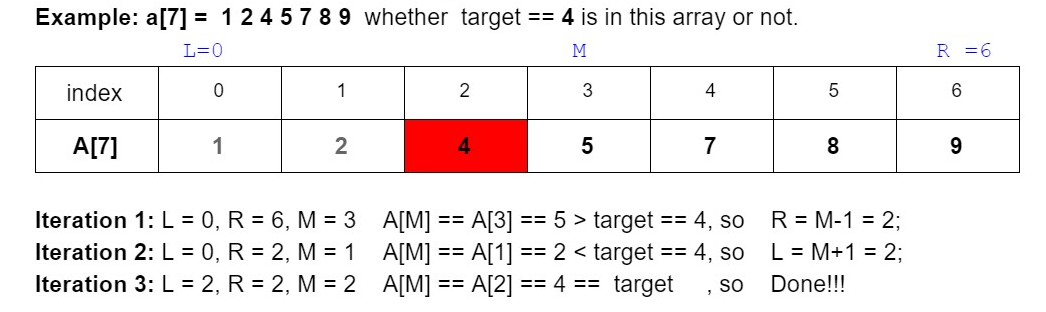 Example: a[7] = 1 2 4 5 7 8 9 whether target == 4 is in this array or not.
L=0 M R =6
index 0 1 2 3 4 5 6
A[7] 1 2 4 5 7 8 9
Iteration 1: L = 0, R = 6, M = 3 A[M] == A[3] == 5 > target == 4, so R = M-1 = 2;
Iteration 2: L = 0, R = 2, M = 1 A[M] == A[1] == 2 < target == 4, so L = M+1 = 2;
Iteration 3: L = 2, R = 2, M = 2 A[M] == A[2] == 4 == target , so Done!!!